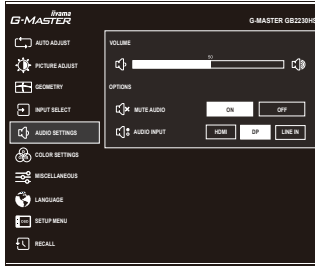 iiyama
G-MASTER
G-MASTER GB2230HS
AUTO ADJUST
PICTURE ADJUST
GEOMETRY
INPUT SELECT
AUDIO SETTINGS
COLOR SETTINGS
MISCELLANEOUS
LANGUAGE
OSD SETUP MENU
RECALL
VOLUME
50
OPTIONS
MUTE AUDIO ON OFF
AUDIO INPUT HDMI DP LINE IN